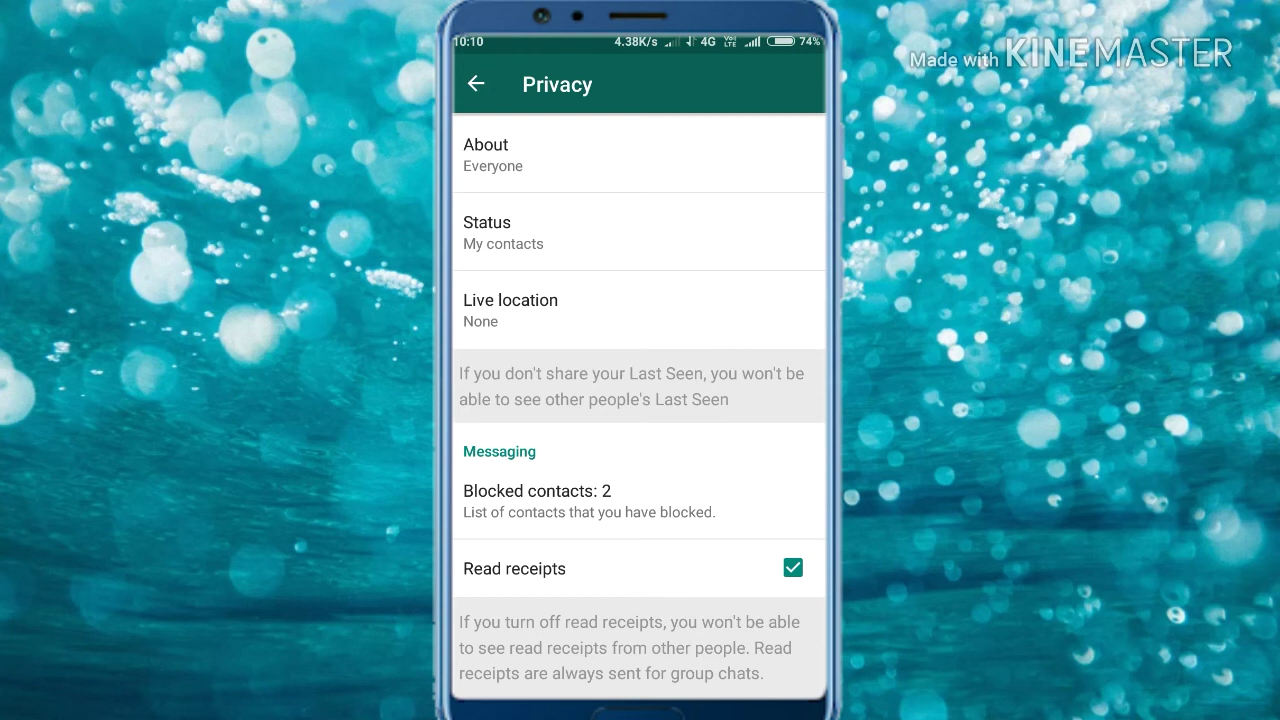 10:10 4.38K/s 4G VoLTE 74%
Made with KINEMASTER
Privacy
About
Everyone
Status
My contacts
Live location
None
If you don't share your Last Seen, you won't be
able to see other people's Last Seen
Messaging
Blocked contacts: 2
List of contacts that you have blocked.
Read receipts
If you turn off read receipts, you won't be able
to see read receipts from other people. Read
receipts are always sent for group chats.